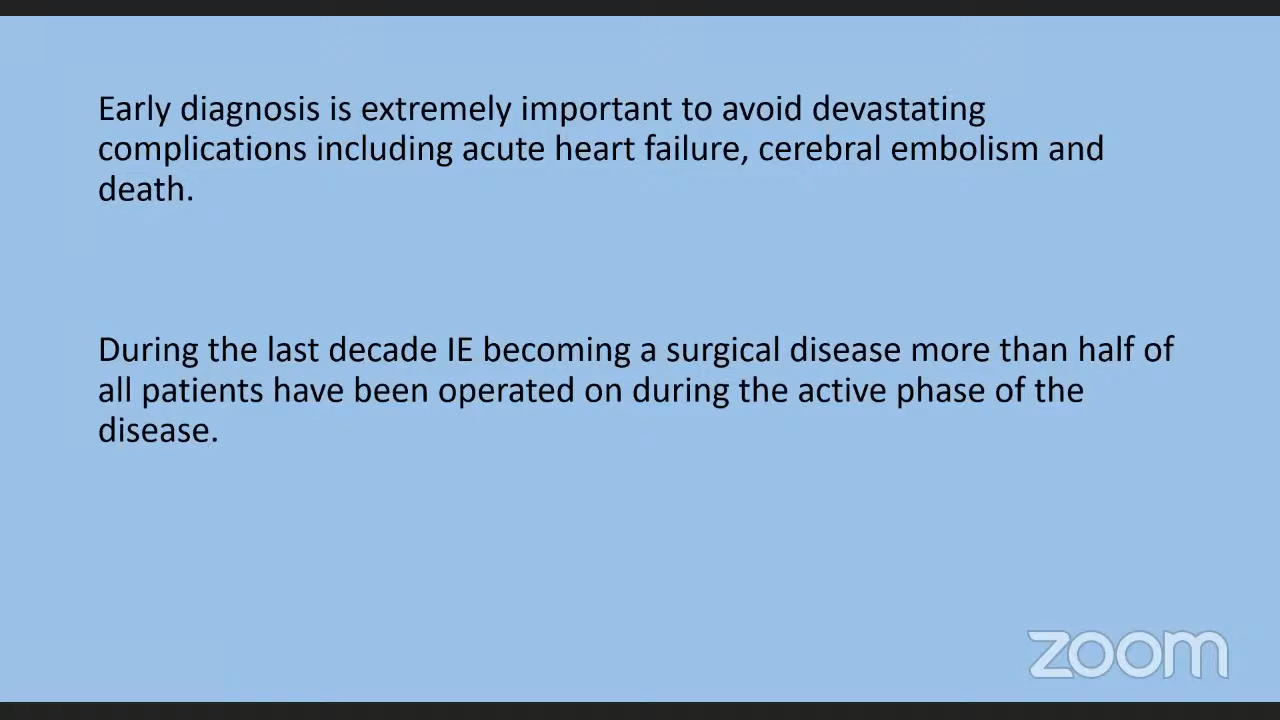 Early diagnosis is extremely important to avoid devastating
complications including acute heart failure, cerebral embolism and
death.
During the last decade IE becoming a surgical disease more than half of
all patients have been operated on during the active phase of the
disease.
zoom